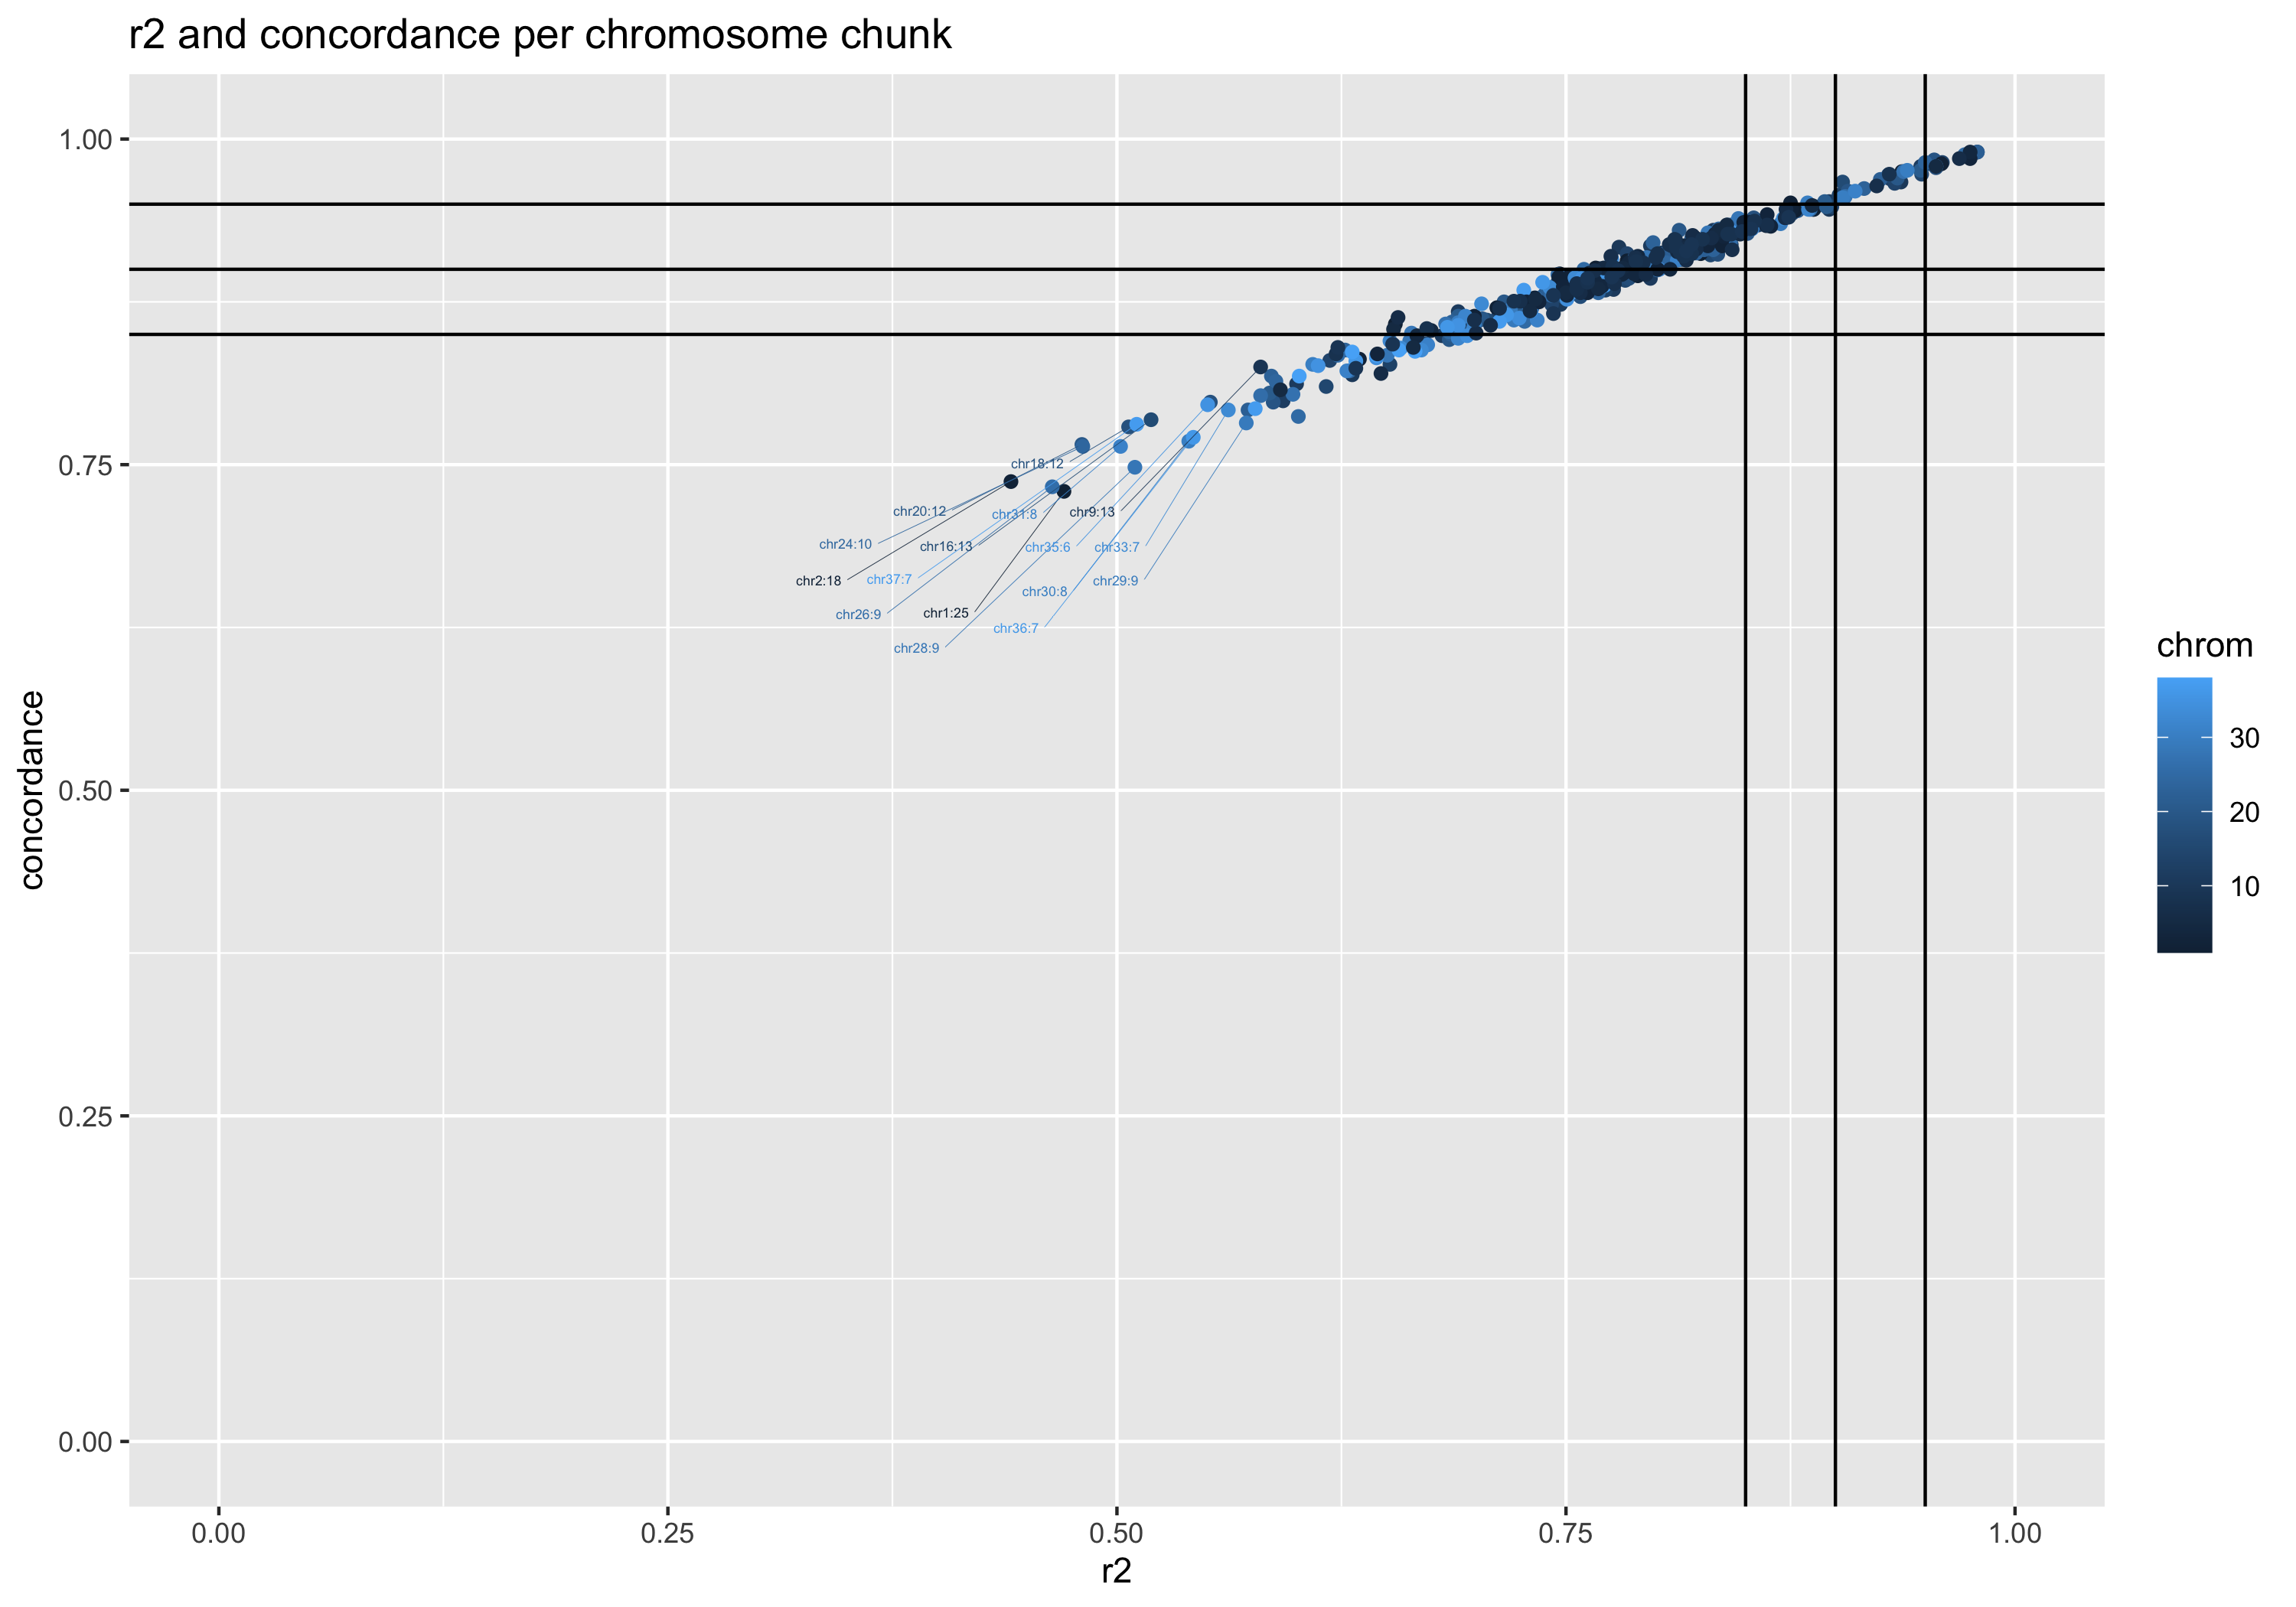 r2 and concordance per chromosome chunk
concordance
1.00
0.75
0.50
0.25
0.00
chr18:12
chr20:12
chr31:8
chr9:13
chr24:10
chr16:13
chr35:6
chr33:7
chr2:18
chr37:7
chr29:9
chr30:8
chr26:9
chr1:25
chr36:7
chr28:9
0.00
0.25
0.50
0.75
1.00
r2
chrom
30
20
10